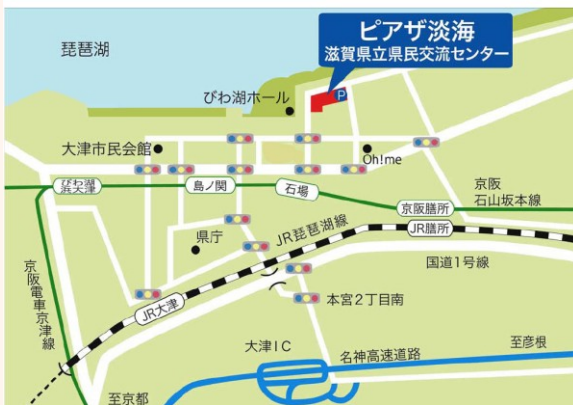 ピアザ淡海
滋賀県立県民交流センター
琵琶湖
びわ湖ホール
P
大津市民会館
Oh!me
びわ湖
浜大津
島ノ関
石場
京阪膳所
京阪
石山坂本線
県庁
JR琵琶湖線
JR膳所
国道1号線
京阪電車京津線
JR大津
本宮2丁目南
大津IC
名神高速道路
至彦根
至京都